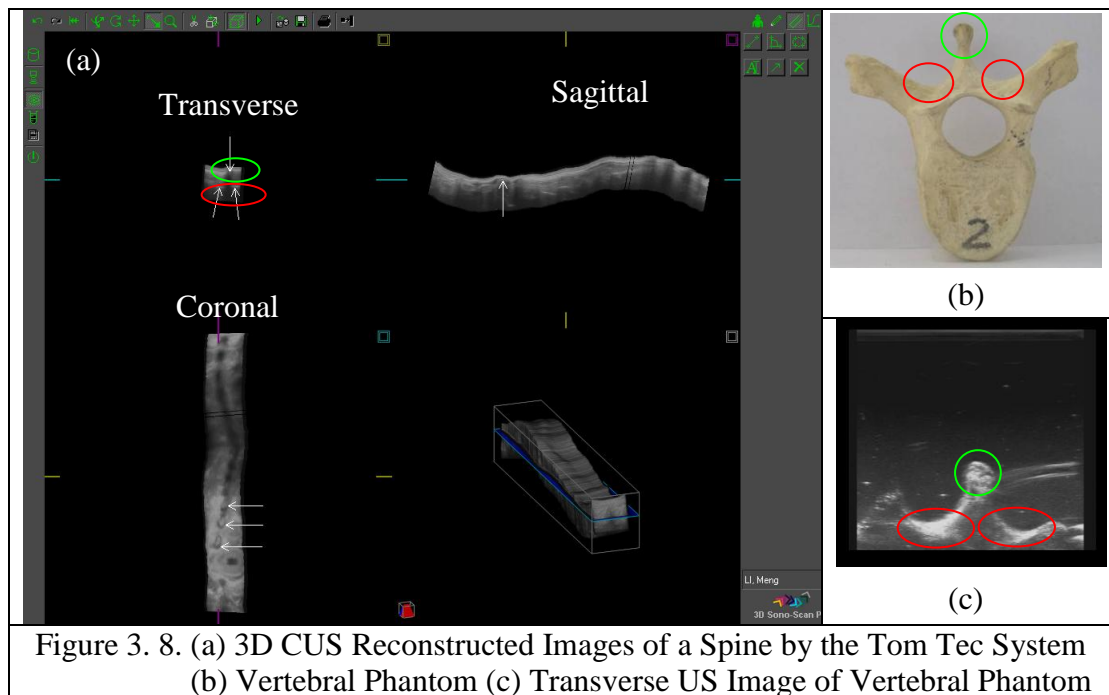 (a)
Transverse
Sagittal
Coronal
LI, Meng
3D Sono-Scan P
2
(b)
(c)
Figure 3. 8. (a) 3D CUS Reconstructed Images of a Spine by the Tom Tec System
(b) Vertebral Phantom (c) Transverse US Image of Vertebral Phantom